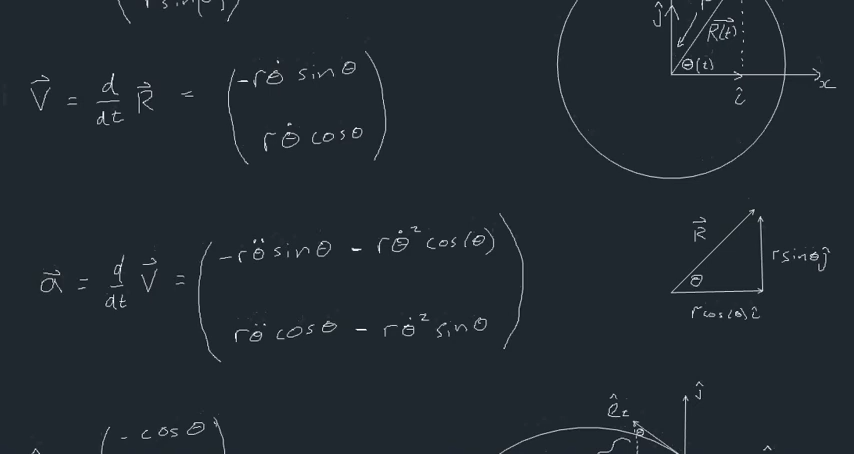 r sin(θ)
ĵ
R⃗(t)
θ(t)
x
î
V⃗ = d/dt R⃗ = ( -rθ̇ sinθ
rθ̇ cosθ )
a⃗ = d/dt V⃗ = ( -rθ̈ sinθ - rθ̇² cos(θ)
rθ̈ cosθ - rθ̇² sinθ )
R⃗
θ
r sinθ ĵ
r cos(θ) î
( -cosθ )
ĵ
θ